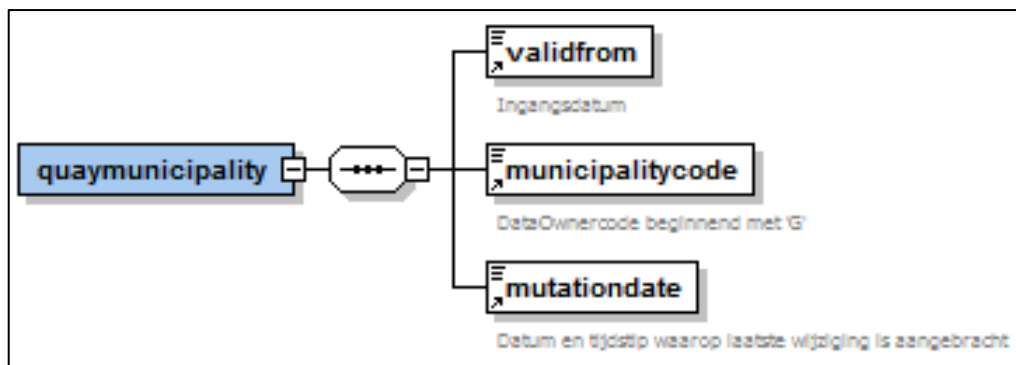 validfrom
Ingangsdatum
quaymunicipality
municipalitycode
DataOwnercode beginnend met 'G'
mutationdate
Datum en tijdstip waarop laatste wijziging is aangebracht